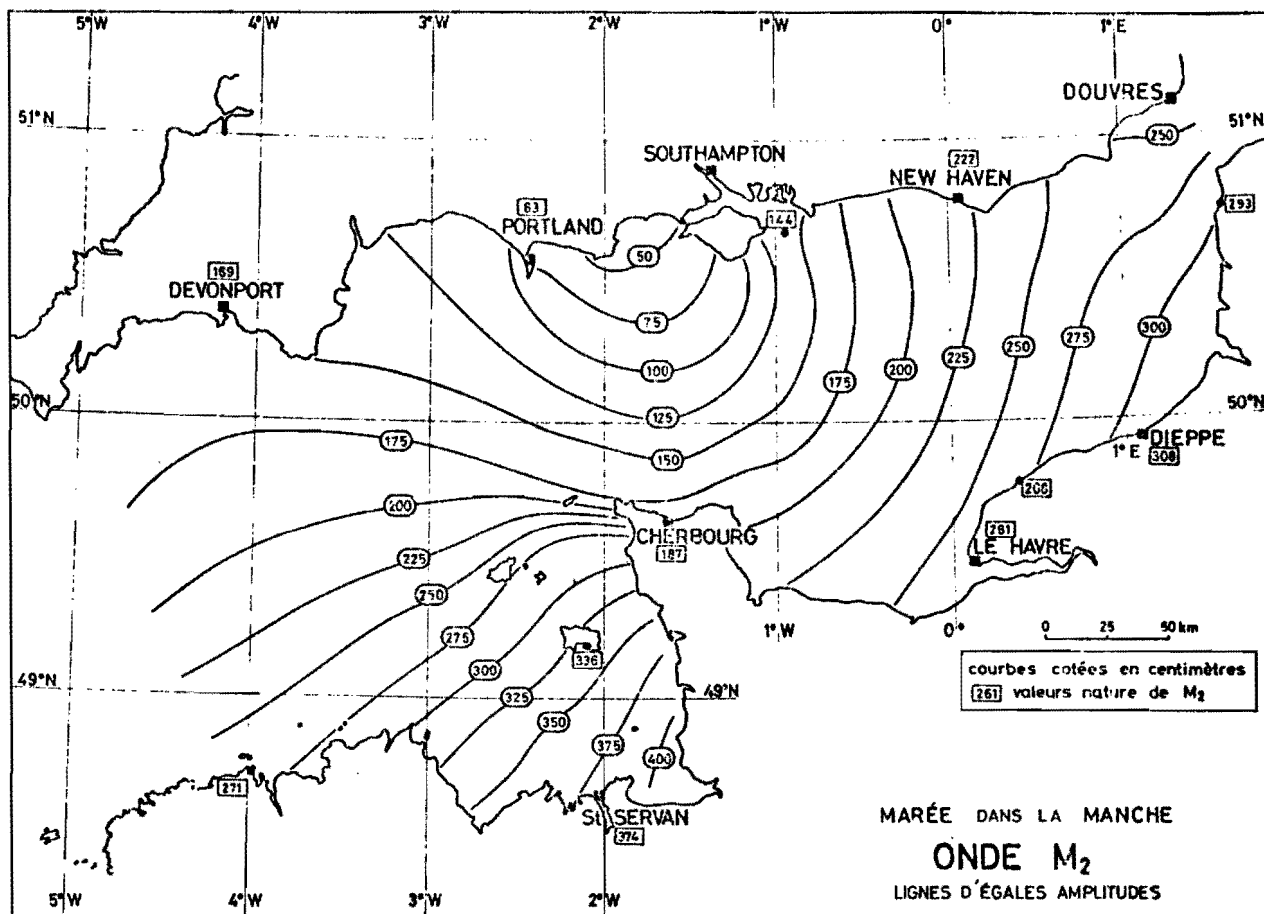 5°W 4°W 3°W 2°W 1°W 0° 1°E
DOUVRES
51°N 51°N
250
SOUTHAMPTON
222
NEW HAVEN
63
PORTLAND
144
293
169
DEVONPORT
50
75
275
300
100
225
250
175
200
125
50°N 50°N
175
150
DIEPPE
1°E
308
200
CHERBOURG
187
261
LE HAVRE
225
250
275
1°W 0°
0 25 50 km
336
300
courbes cotées en centimètres
261 valeurs nature de M₂
49°N 49°N
325
350
375
400
271
St SERVAN
374
MARÉE DANS LA MANCHE
ONDE M₂
LIGNES D'ÉGALES AMPLITUDES
5°W 4°W 3°W 2°W